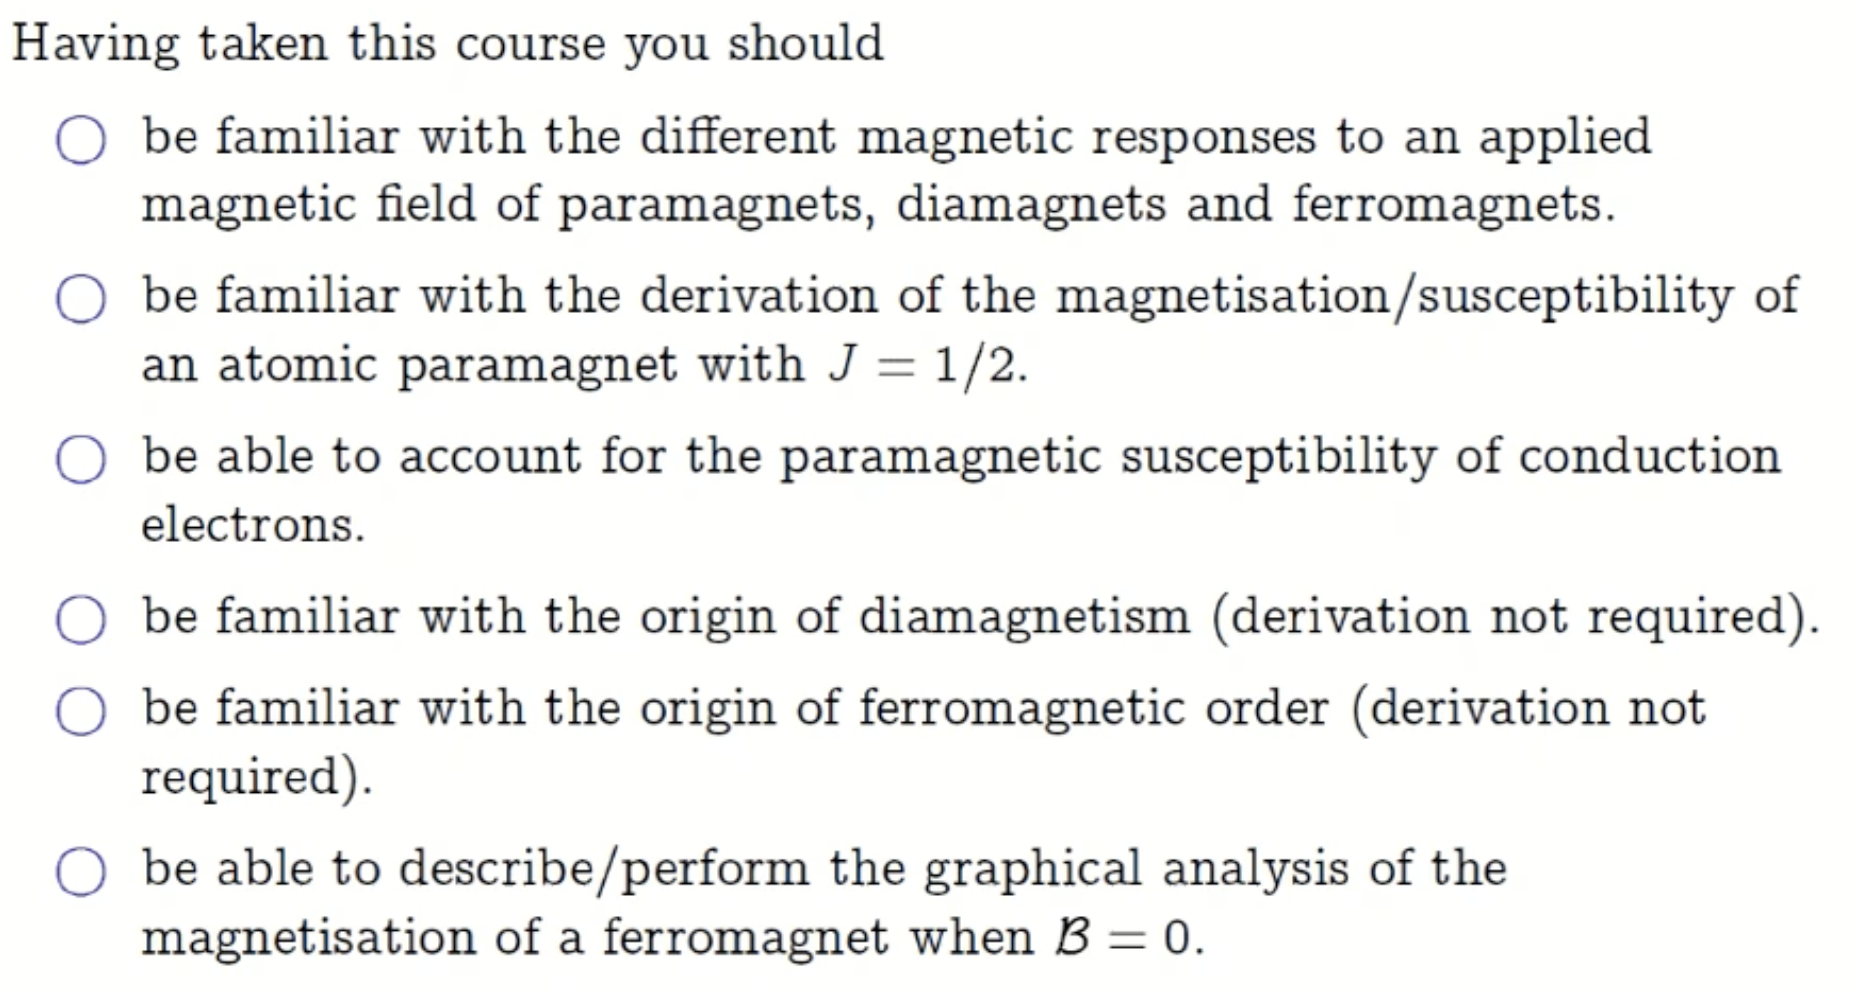 Having taken this course you should
be familiar with the different magnetic responses to an applied
magnetic field of paramagnets, diamagnets and ferromagnets.
be familiar with the derivation of the magnetisation/susceptibility of
an atomic paramagnet with J = 1/2.
be able to account for the paramagnetic susceptibility of conduction
electrons.
be familiar with the origin of diamagnetism (derivation not required).
be familiar with the origin of ferromagnetic order (derivation not
required).
be able to describe/perform the graphical analysis of the
magnetisation of a ferromagnet when ℬ = 0.